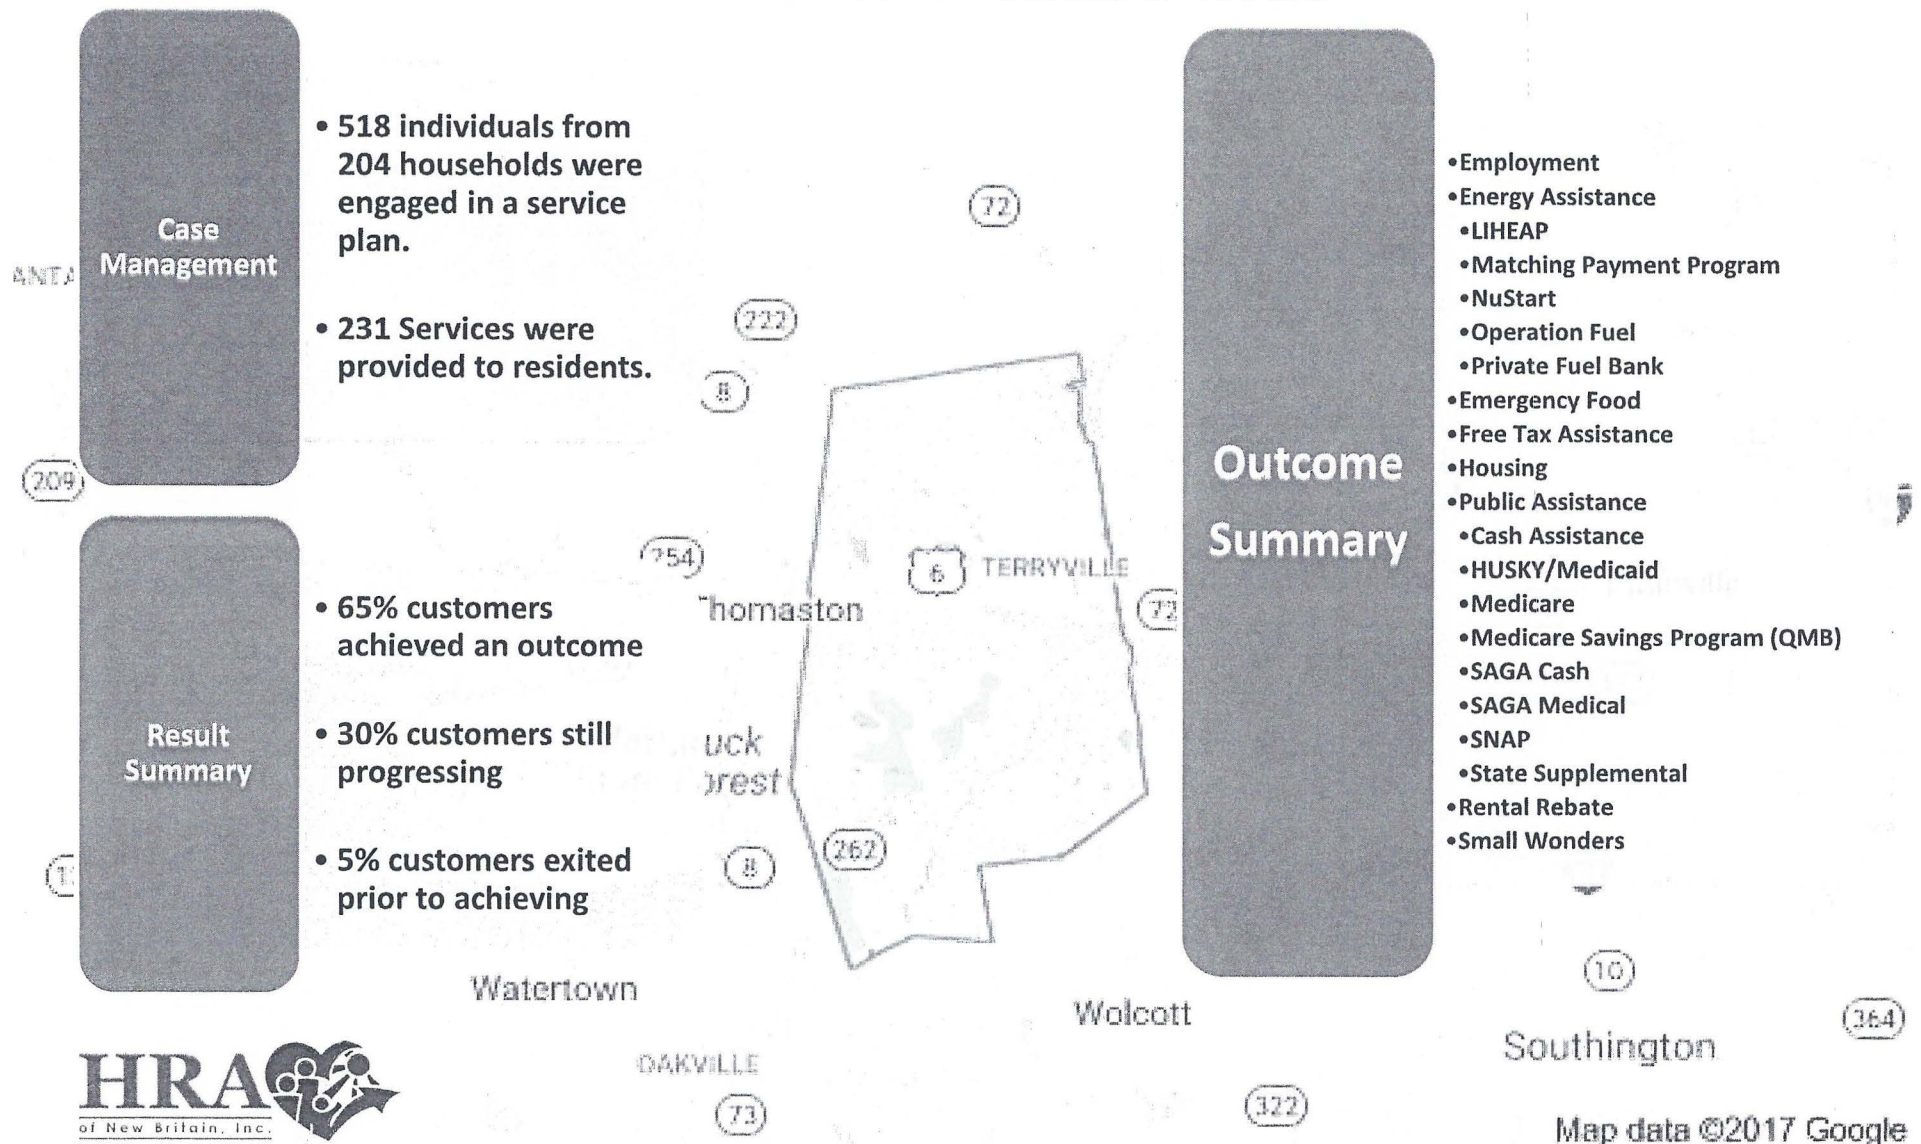 Case
Management
• 518 individuals from
204 households were
engaged in a service
plan.
• 231 Services were
provided to residents.
Result
Summary
• 65% customers
achieved an outcome
• 30% customers still
progressing
• 5% customers exited
prior to achieving
Outcome
Summary
•Employment
•Energy Assistance
•LIHEAP
•Matching Payment Program
•NuStart
•Operation Fuel
•Private Fuel Bank
•Emergency Food
•Free Tax Assistance
•Housing
•Public Assistance
•Cash Assistance
•HUSKY/Medicaid
•Medicare
•Medicare Savings Program (QMB)
•SAGA Cash
•SAGA Medical
•SNAP
•State Supplemental
•Rental Rebate
•Small Wonders
72
222
8
209
254
6
TERRYVILLE
homaston
72
uck
orest
262
8
Watertown
Wolcott
10
364
Southington
OAKVILLE
73
322
HRA
of New Britain, Inc.
Map data ©2017 Google